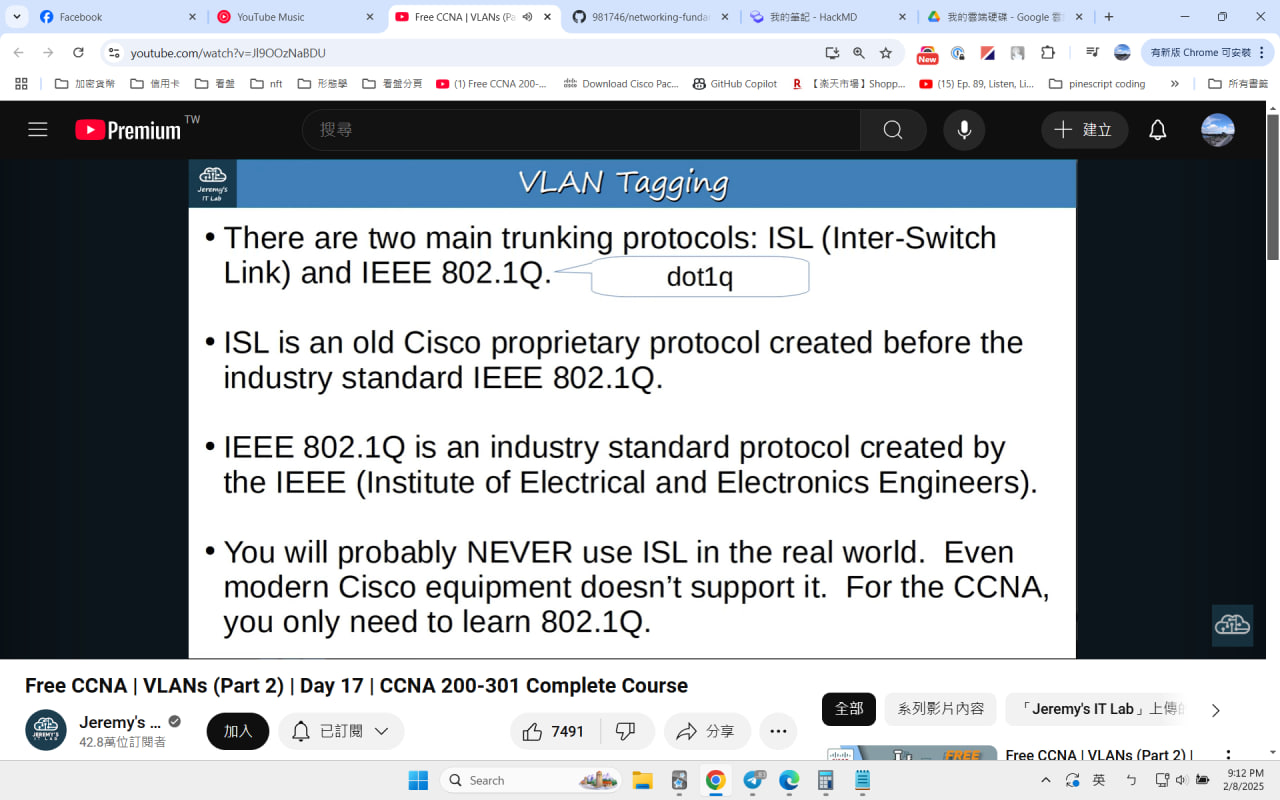 Facebook
YouTube Music
Free CCNA | VLANs (Pa
981746/networking-fundar
我的筆記 - HackMD
我的雲端硬碟 - Google 雲
youtube.com/watch?v=Jl9OOzNaBDU
New
有新版 Chrome 可安裝
加密貨幣
信用卡
看盤
nft
形態學
看盤分頁
(1) Free CCNA 200-...
Download Cisco Pac...
GitHub Copilot
【楽天市場】Shopp...
(15) Ep. 89, Listen, Li...
pinescript coding
所有書籤
Premium TW
搜尋
建立
Jeremy's
IT Lab
VLAN Tagging
• There are two main trunking protocols: ISL (Inter-Switch
Link) and IEEE 802.1Q.
dot1q
• ISL is an old Cisco proprietary protocol created before the
industry standard IEEE 802.1Q.
• IEEE 802.1Q is an industry standard protocol created by
the IEEE (Institute of Electrical and Electronics Engineers).
• You will probably NEVER use ISL in the real world. Even
modern Cisco equipment doesn't support it. For the CCNA,
you only need to learn 802.1Q.
Free CCNA | VLANs (Part 2) | Day 17 | CCNA 200-301 Complete Course
Jeremy's ...
42.8萬位訂閱者
加入
已訂閱
7491
分享
全部
系列影片內容
「Jeremy's IT Lab」上傳的
FREE
Free CCNA | VLANs (Part 2) |
Search
英
9:12 PM
2/8/2025